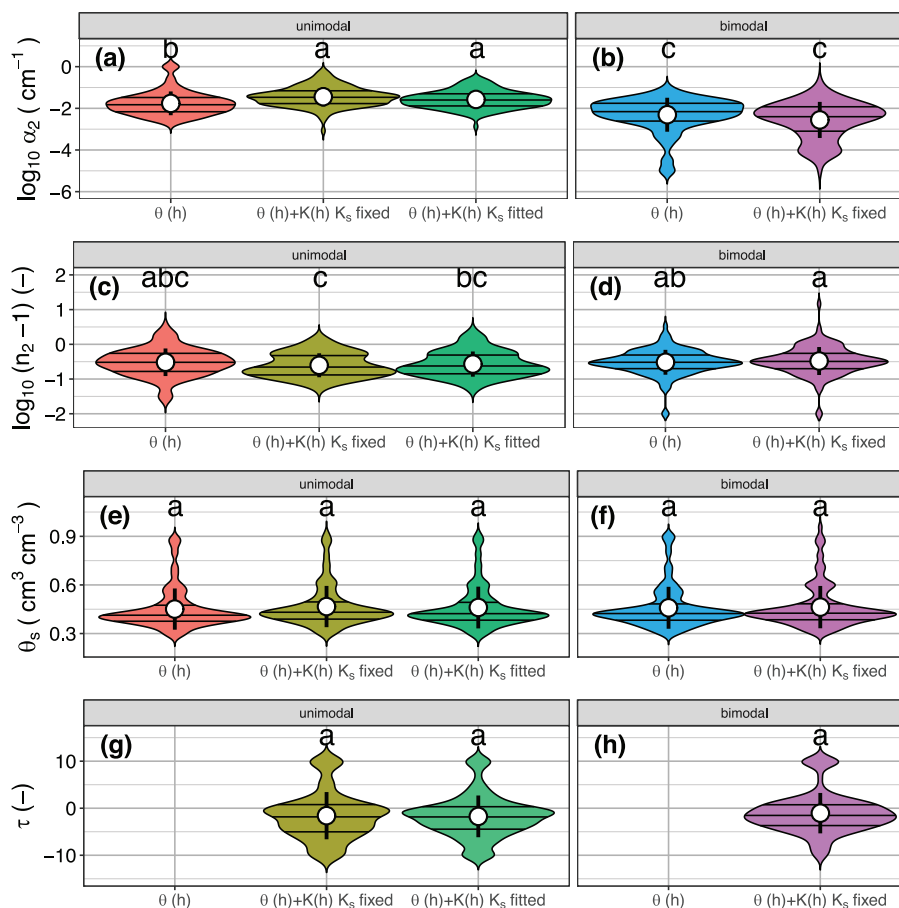 unimodal bimodal
(a) b a a (b) c c
log₁₀ α₂ ( cm⁻¹)
0
−2
−4
−6
θ (h) θ (h)+K(h) Kₛ fixed θ (h)+K(h) Kₛ fitted θ (h) θ (h)+K(h) Kₛ fixed
unimodal bimodal
(c) abc c bc (d) ab a
log₁₀ (n₂−1) (−)
2
1
0
−1
−2
θ (h) θ (h)+K(h) Kₛ fixed θ (h)+K(h) Kₛ fitted θ (h) θ (h)+K(h) Kₛ fixed
unimodal bimodal
(e) a a a (f) a a
θₛ ( cm³ cm⁻³)
0.9
0.6
0.3
θ (h) θ (h)+K(h) Kₛ fixed θ (h)+K(h) Kₛ fitted θ (h) θ (h)+K(h) Kₛ fixed
unimodal bimodal
(g) a a (h) a
τ (−)
10
0
−10
θ (h) θ (h)+K(h) Kₛ fixed θ (h)+K(h) Kₛ fitted θ (h) θ (h)+K(h) Kₛ fixed